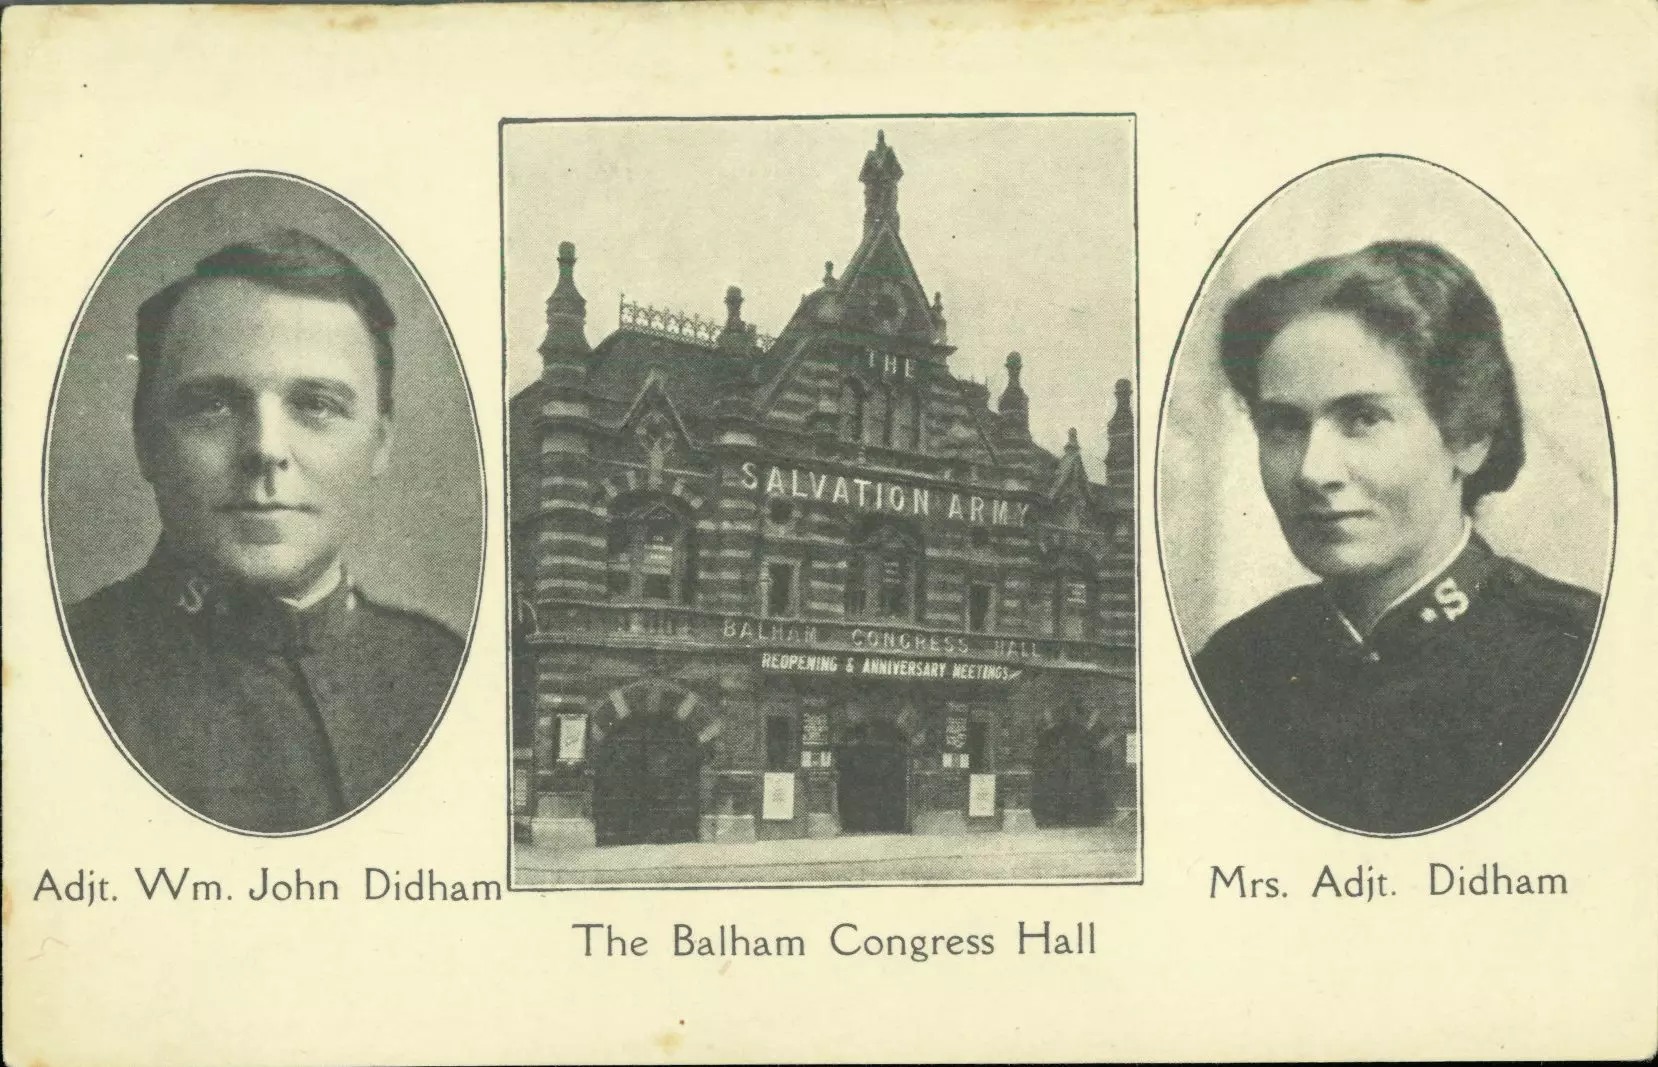 THE
SALVATION ARMY
BALHAM CONGRESS HALL
REOPENING & ANNIVERSARY MEETINGS
S
S
Adjt. Wm. John Didham
Mrs. Adjt. Didham
The Balham Congress Hall